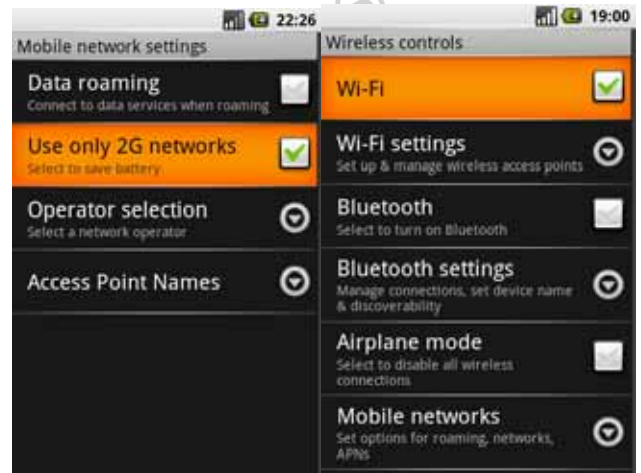 22:26
Mobile network settings
Data roaming
Connect to data services when roaming
Use only 2G networks
Select to save battery
Operator selection
Select a network operator
Access Point Names
19:00
Wireless controls
Wi-Fi
Wi-Fi settings
Set up & manage wireless access points
Bluetooth
Select to turn on Bluetooth
Bluetooth settings
Manage connections, set device name
& discoverability
Airplane mode
Select to disable all wireless
connections
Mobile networks
Set options for roaming, networks,
APNs